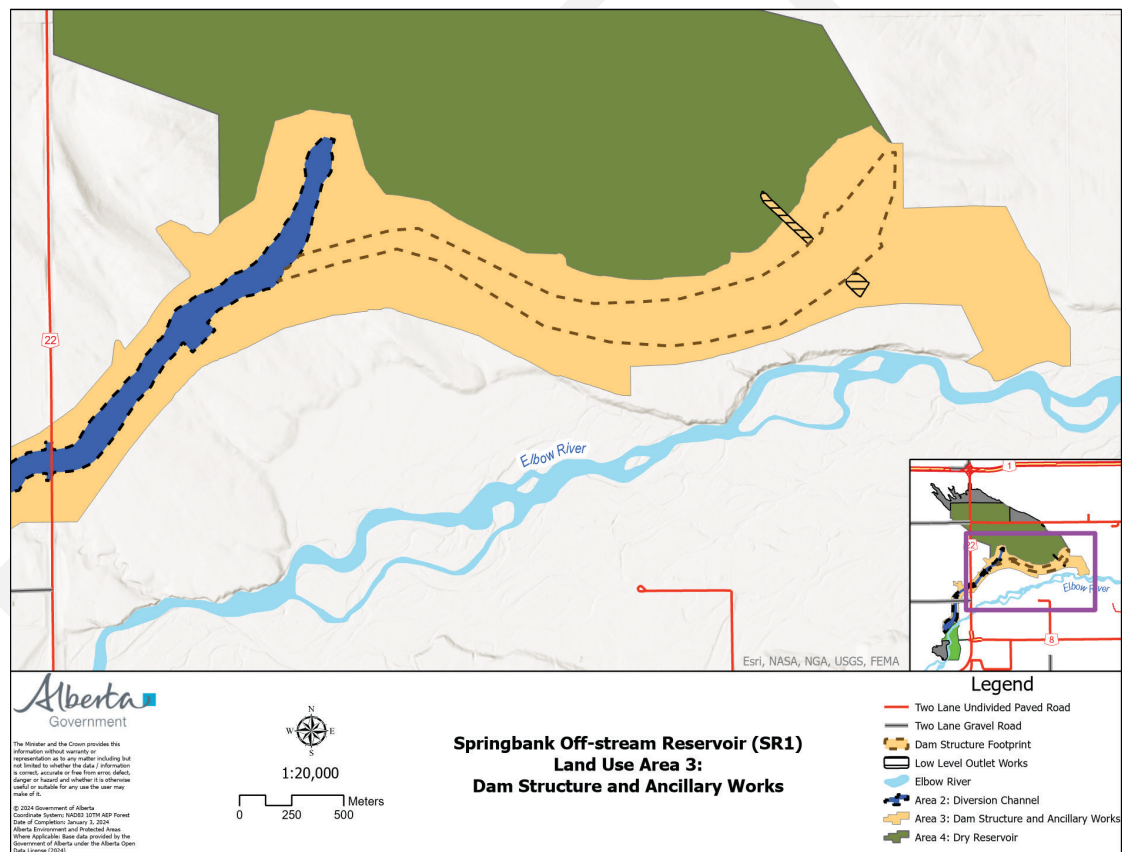 22
Elbow River
Esri, NASA, NGA, USGS, FEMA
1
22
Elbow River
8
Alberta
Government
The Minister and the Crown provides this
information without warranty or
representation as to any matter including but
not limited to whether the data / information
is correct, accurate or free from error, defect,
danger or hazard and whether it is otherwise
useful or suitable for any use the user may
make of it.
© 2024 Government of Alberta
Coordinate System: NAD83 10TM AEP Forest
Date of Completion: January 3, 2024
Alberta Environment and Protected Areas
Where Applicable: Base data provided by the
Government of Alberta under the Alberta Open
Data License (2024)
N
W E
S
1:20,000
Meters
0 250 500
Springbank Off-stream Reservoir (SR1)
Land Use Area 3:
Dam Structure and Ancillary Works
Legend
Two Lane Undivided Paved Road
Two Lane Gravel Road
Dam Structure Footprint
Low Level Outlet Works
Elbow River
Area 2: Diversion Channel
Area 3: Dam Structure and Ancillary Works
Area 4: Dry Reservoir